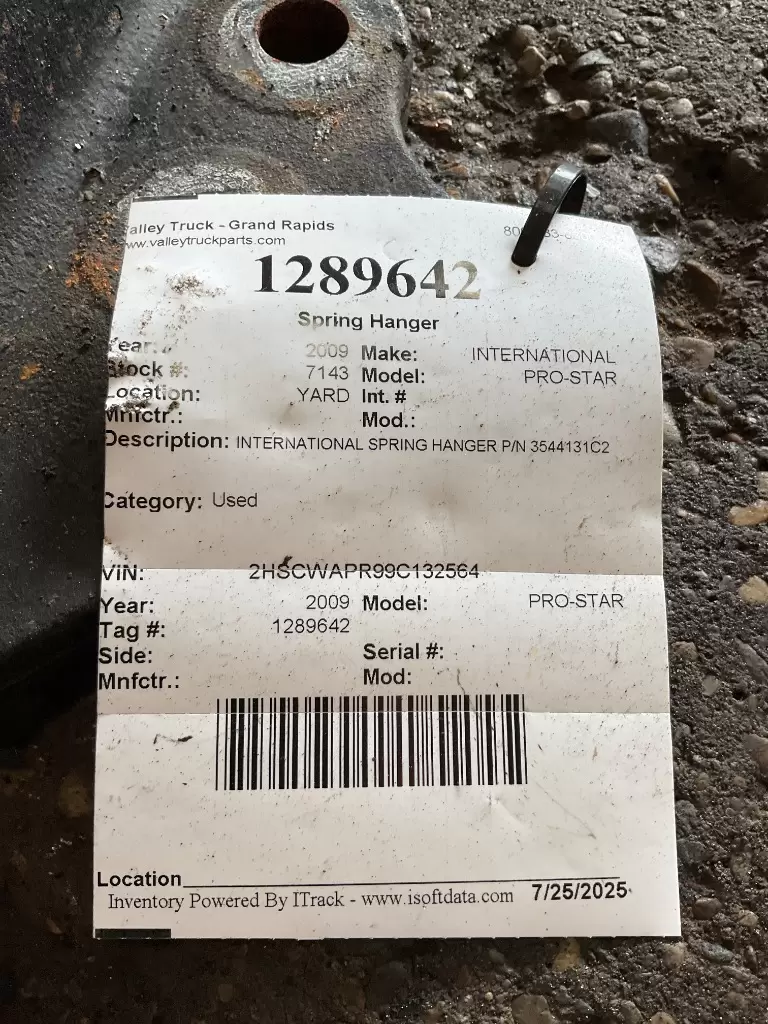 alley Truck - Grand Rapids
www.valleytruckparts.com
1289642
Spring Hanger
Year: 2009 Make: INTERNATIONAL
Stock #: 7143 Model: PRO-STAR
Location: YARD Int. #
Mnfctr.: Mod.:
Description: INTERNATIONAL SPRING HANGER P/N 3544131C2
Category: Used
VIN: 2HSCWAPR99C132564
Year: 2009 Model: PRO-STAR
Tag #: 1289642
Side: Serial #:
Mnfctr.: Mod:
Location
Inventory Powered By ITrack - www.isoftdata.com 7/25/2025